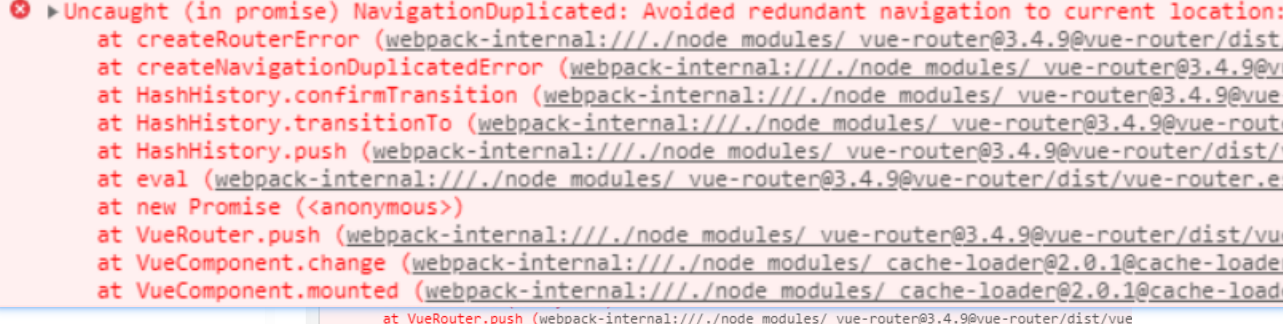 Uncaught (in promise) NavigationDuplicated: Avoided redundant navigation to current location:
at createRouterError (webpack-internal:///./node_modules/_vue-router@3.4.9@vue-router/dist
at createNavigationDuplicatedError (webpack-internal:///./node_modules/_vue-router@3.4.9@v
at HashHistory.confirmTransition (webpack-internal:///./node_modules/_vue-router@3.4.9@vue
at HashHistory.transitionTo (webpack-internal:///./node_modules/_vue-router@3.4.9@vue-rout
at HashHistory.push (webpack-internal:///./node_modules/_vue-router@3.4.9@vue-router/dist/
at eval (webpack-internal:///./node_modules/_vue-router@3.4.9@vue-router/dist/vue-router.e
at new Promise (<anonymous>)
at VueRouter.push (webpack-internal:///./node_modules/_vue-router@3.4.9@vue-router/dist/vu
at VueComponent.change (webpack-internal:///./node_modules/_cache-loader@2.0.1@cache-loade
at VueComponent.mounted (webpack-internal:///./node_modules/_cache-loader@2.0.1@cache-load
at VueRouter.push (webpack-internal:///./node_modules/_vue-router@3.4.9@vue-router/dist/vue